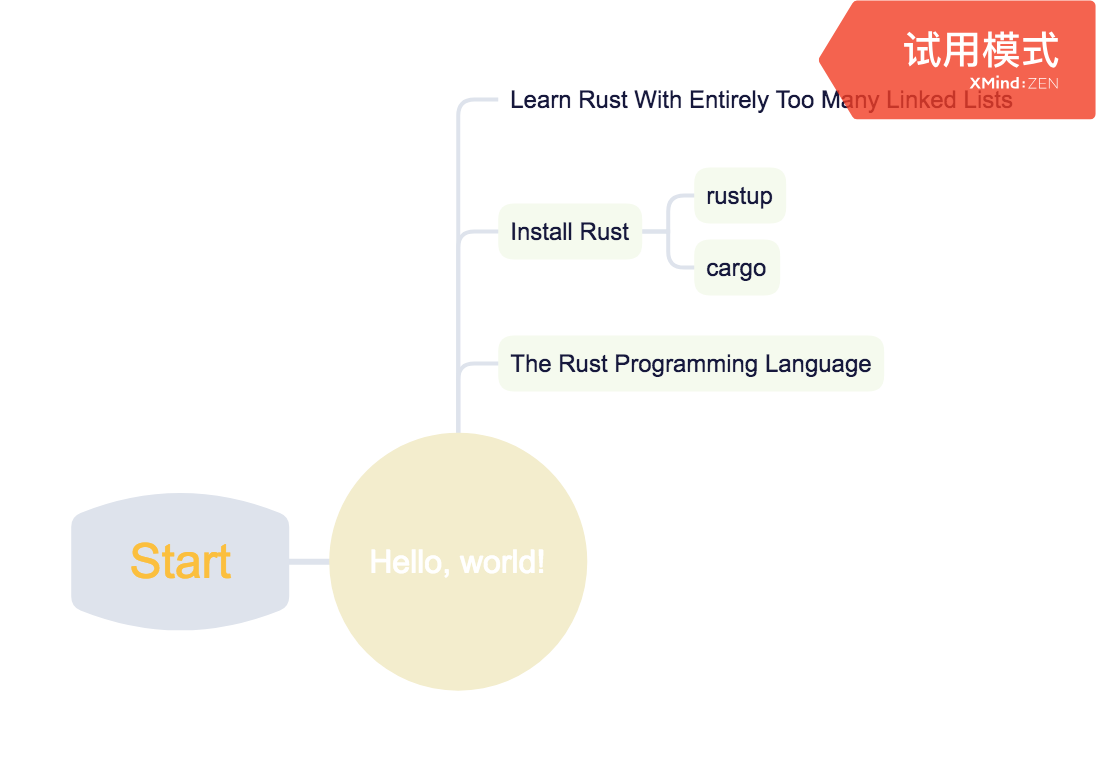 试用模式
XMind:ZEN
Learn Rust With Entirely Too Many Linked Lists
rustup
Install Rust
cargo
The Rust Programming Language
Start
Hello, world!